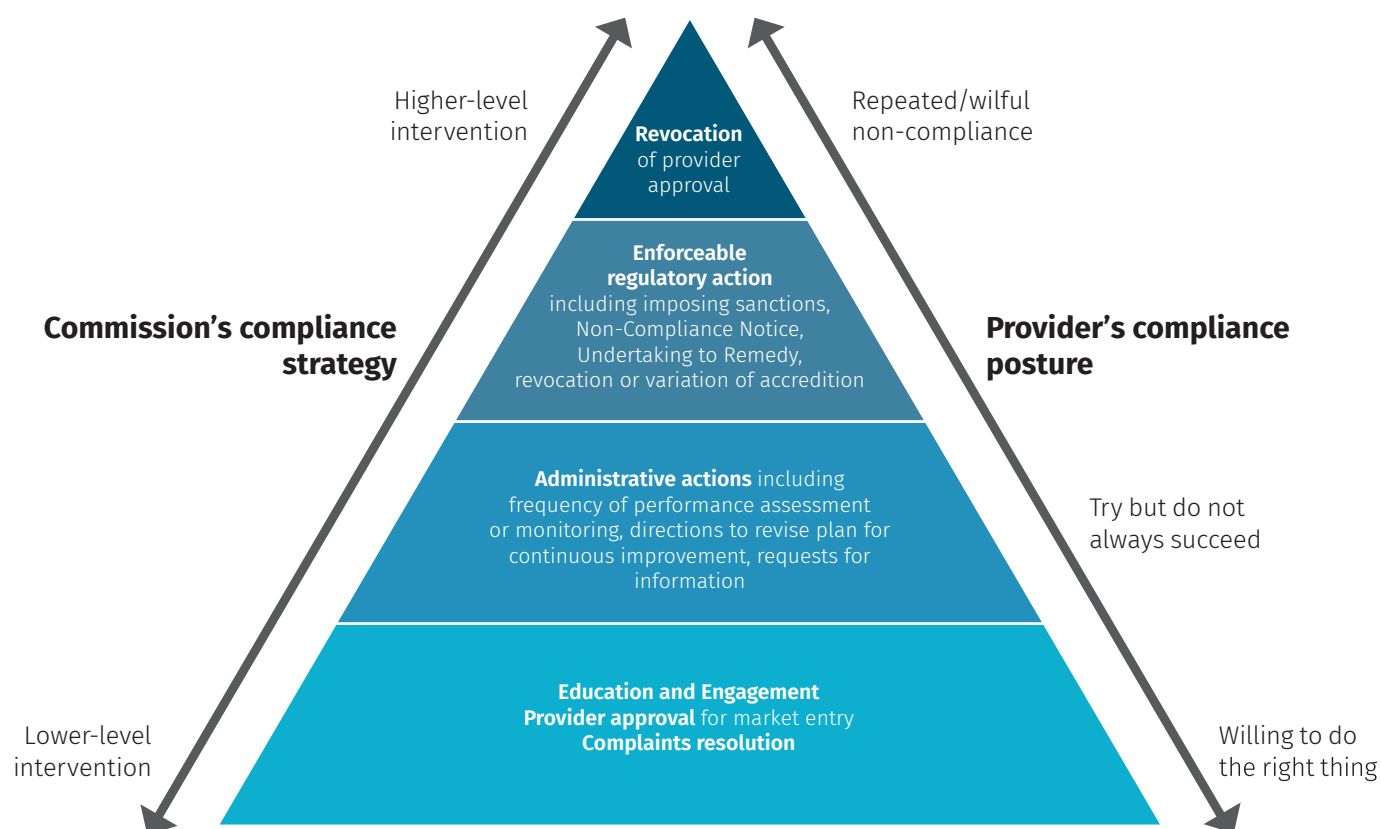 Higher-level
intervention
Repeated/wilful
non-compliance
Revocation
of provider
approval
Enforceable
regulatory action
including imposing sanctions,
Non-Compliance Notice,
Undertaking to Remedy,
revocation or variation of accredition
Commission’s compliance
strategy
Provider’s compliance
posture
Administrative actions including
frequency of performance assessment
or monitoring, directions to revise plan for
continuous improvement, requests for
information
Try but do not
always succeed
Education and Engagement
Provider approval for market entry
Complaints resolution
Lower-level
intervention
Willing to do
the right thing